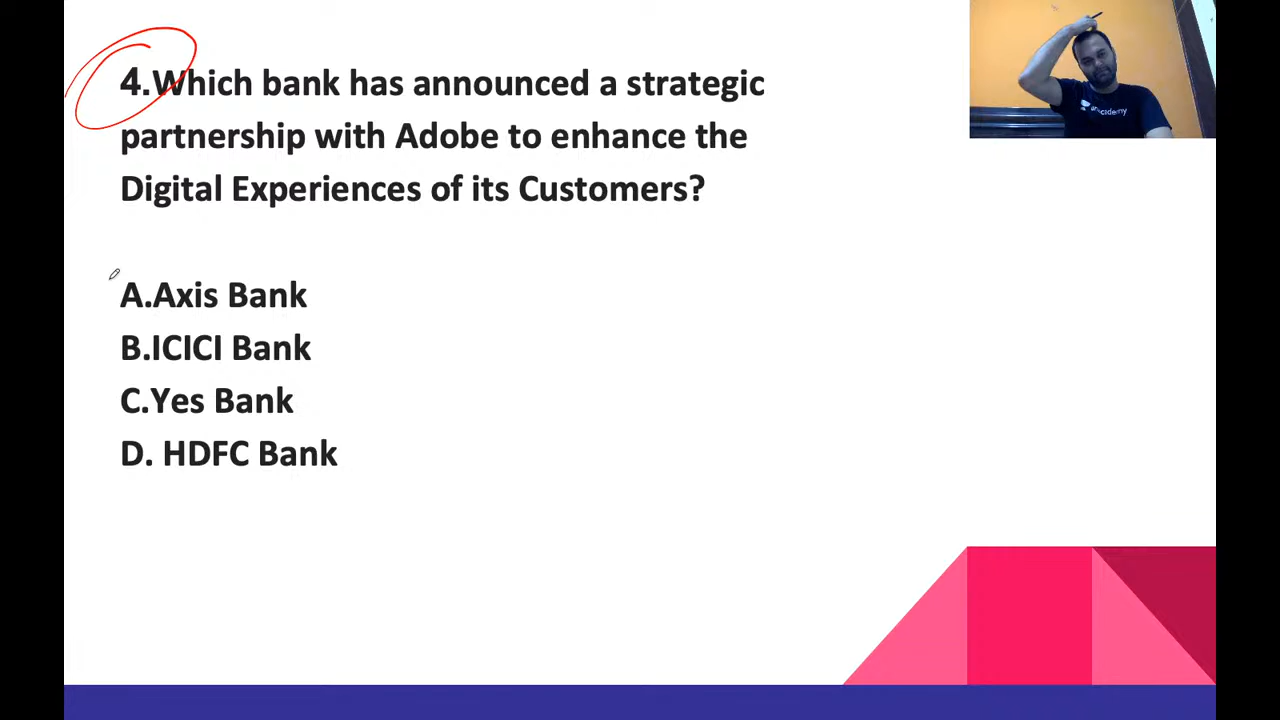 4.Which bank has announced a strategic
partnership with Adobe to enhance the
Digital Experiences of its Customers?
A.Axis Bank
B.ICICI Bank
C.Yes Bank
D. HDFC Bank